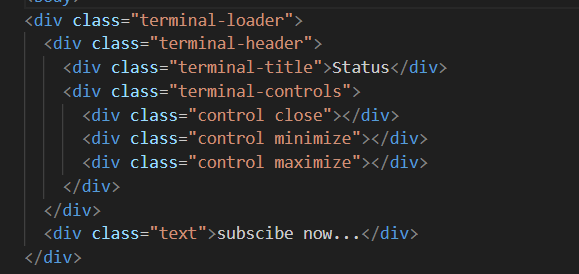 <body>
<div class="terminal-loader">
<div class="terminal-header">
<div class="terminal-title">Status</div>
<div class="terminal-controls">
<div class="control close"></div>
<div class="control minimize"></div>
<div class="control maximize"></div>
</div>
</div>
<div class="text">subscibe now...</div>
</div>